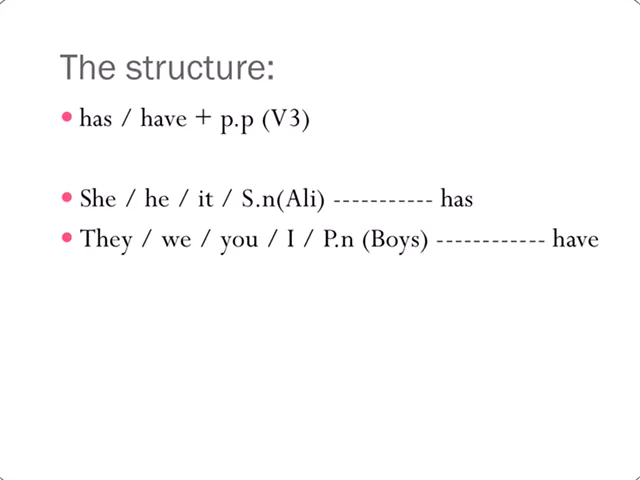 The structure:
• has / have + p.p (V3)
• She / he / it / S.n(Ali) ----------- has
• They / we / you / I / P.n (Boys) ------------ have